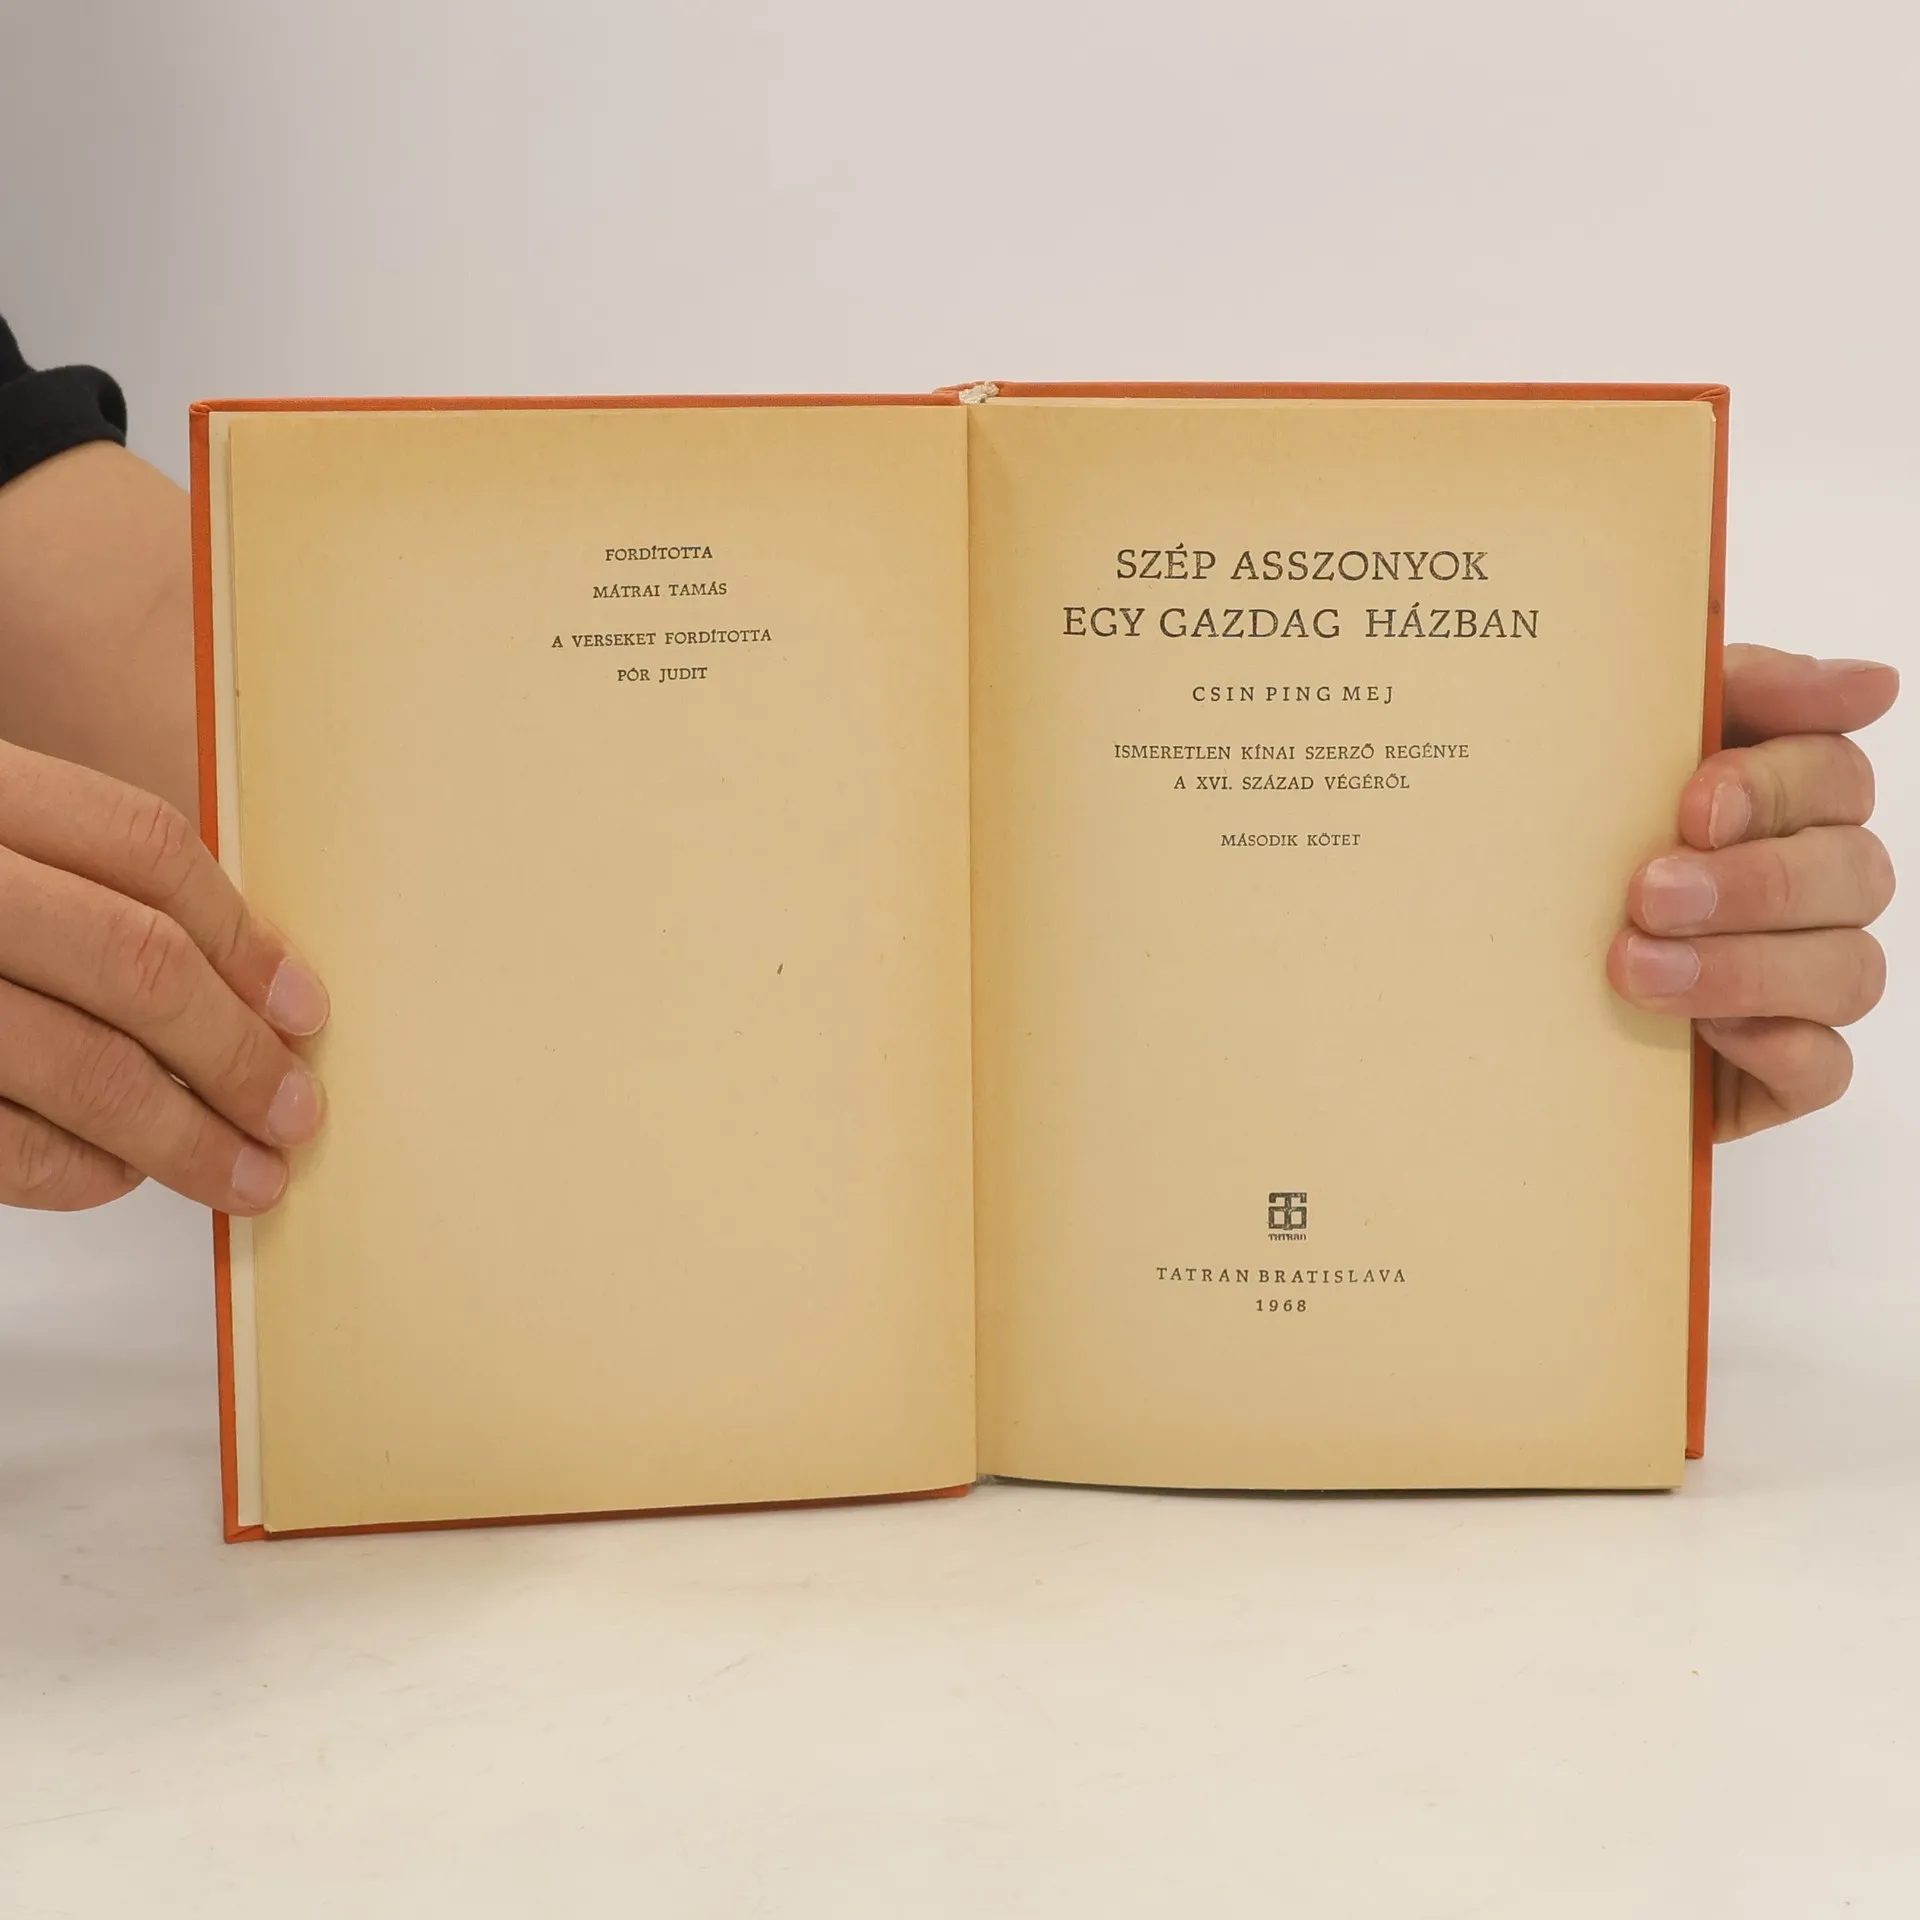 FORDÍTOTTA
MÁTRAI TAMÁS
A VERSEKET FORDÍTOTTA
PÓR JUDIT
SZÉP ASSZONYOK
EGY GAZDAG HÁZBAN
CSIN PING MEJ
ISMERETLEN KÍNAI SZERZŐ REGÉNYE
A XVI. SZÁZAD VÉGÉRŐL
MÁSODIK KÖTET
TATRAN
TATRAN BRATISLAVA
1968